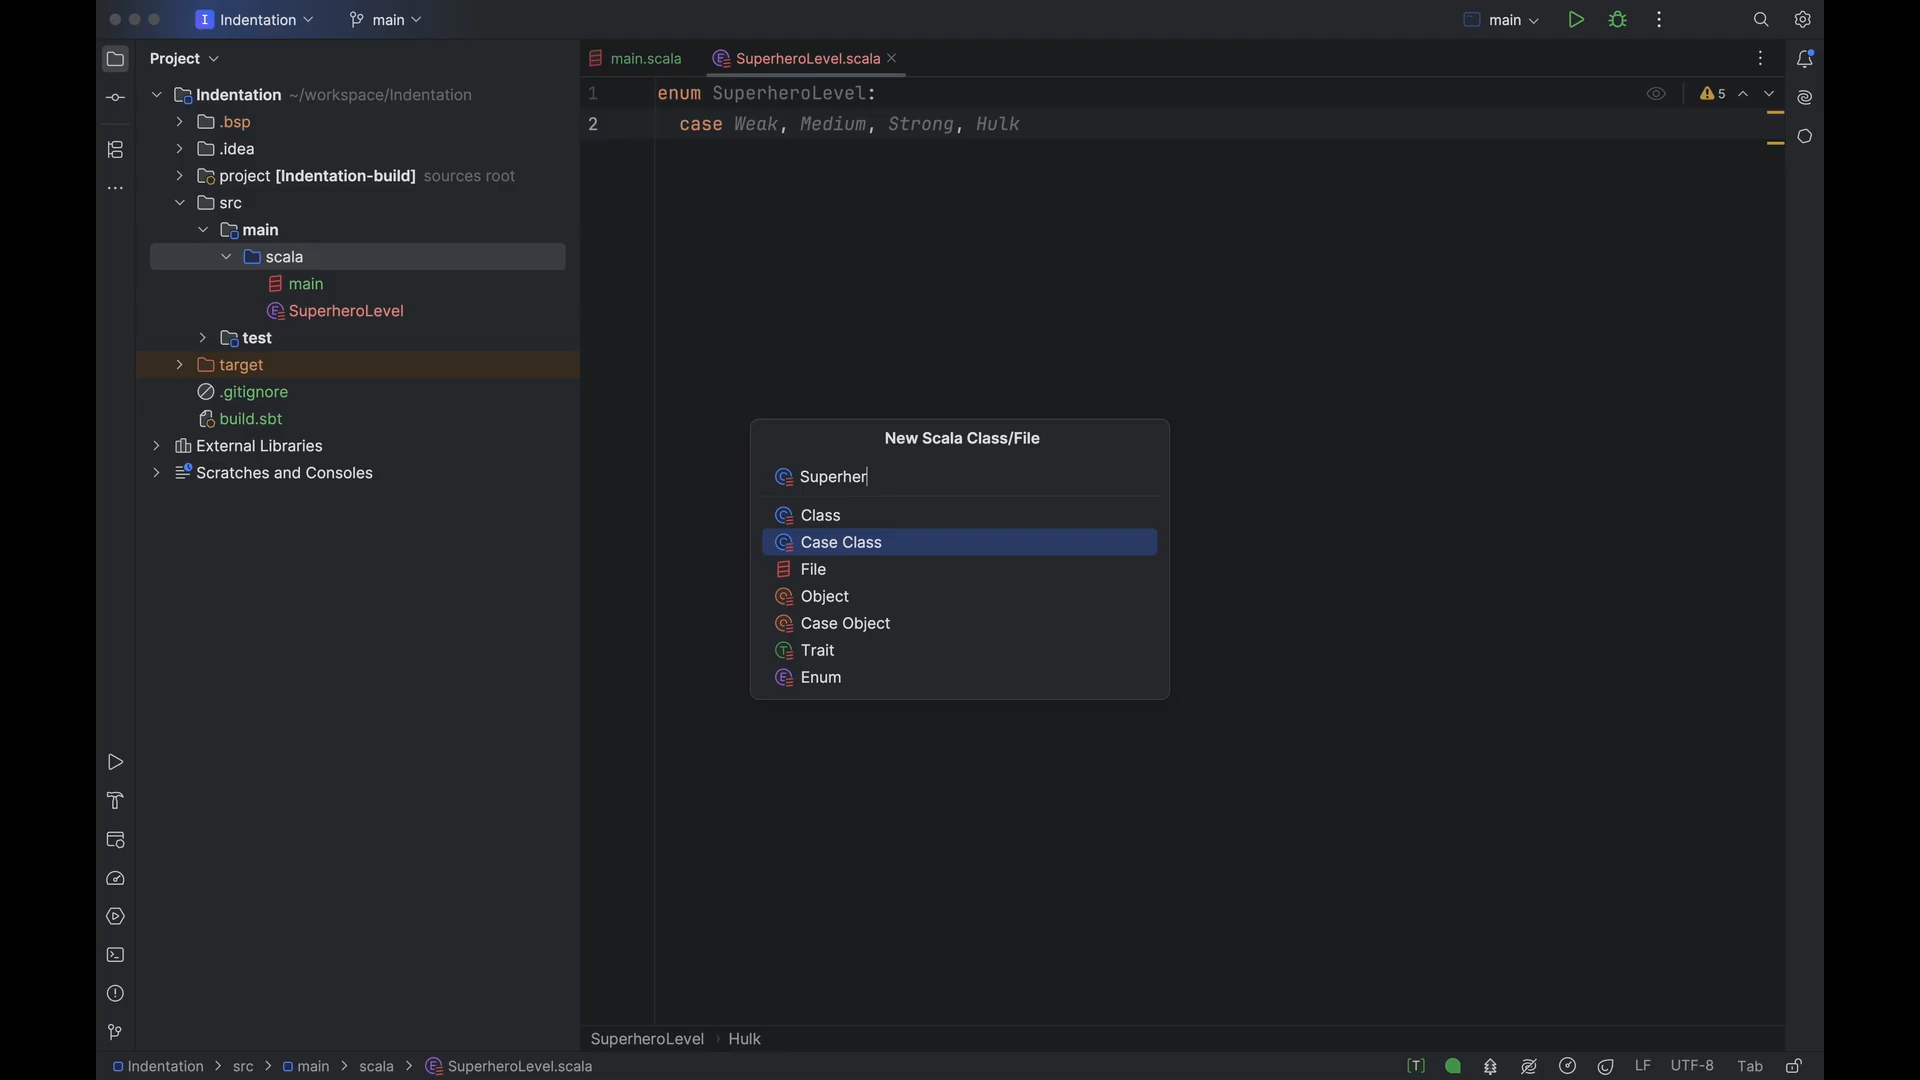 I Indentation
main
main
Project
main.scala
SuperheroLevel.scala
Indentation ~/workspace/Indentation
.bsp
.idea
project [Indentation-build] sources root
src
main
scala
main
SuperheroLevel
test
target
.gitignore
build.sbt
External Libraries
Scratches and Consoles
1 enum SuperheroLevel:
5
2 case Weak, Medium, Strong, Hulk
New Scala Class/File
Superher
Class
Case Class
File
Object
Case Object
Trait
Enum
SuperheroLevel › Hulk
Indentation > src > main > scala > SuperheroLevel.scala
[T]
LF
UTF-8
Tab